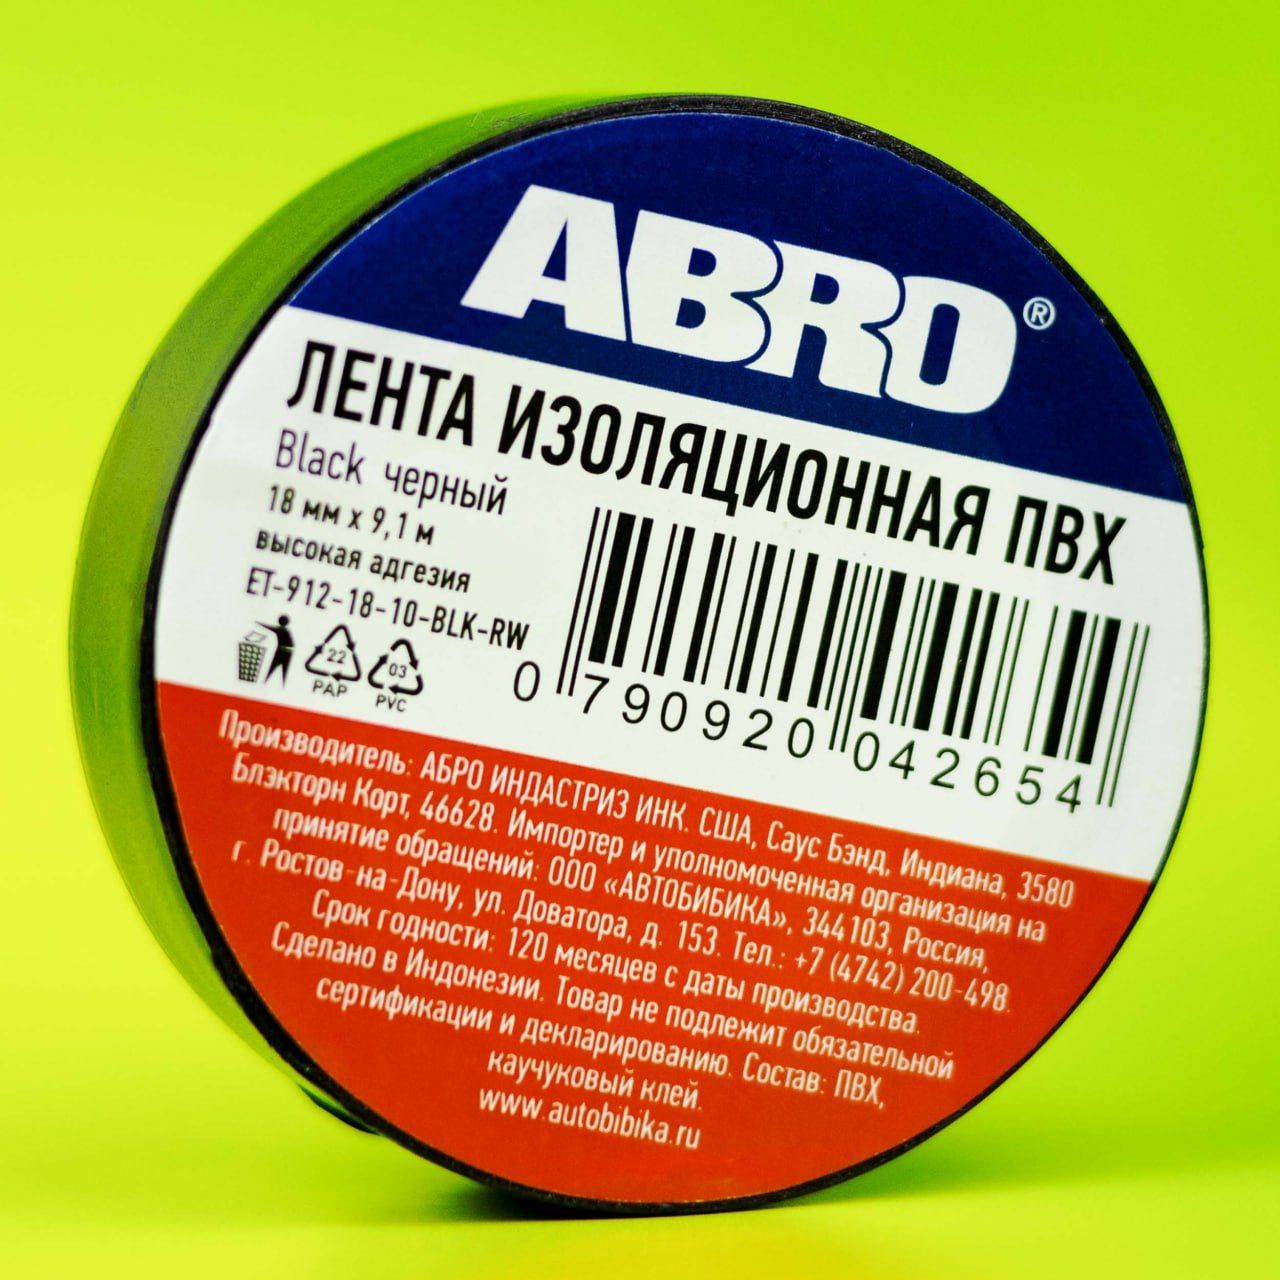 ABRO®
ЛЕНТА ИЗОЛЯЦИОННАЯ ПВХ
Black черный
18 мм x 9,1 м
высокая адгезия
ET-912-18-10-BLK-RW
22
PAP
03
PVC
0 790920 042654
Производитель: АБРО ИНДАСТРИЗ ИНК. США, Саус Бэнд, Индиана, 3580
Блэкторн Корт, 46628. Импортер и уполномоченная организация на
принятие обращений: ООО «АВТОБИБИКА», 344103, Россия,
г. Ростов-на-Дону, ул. Доватора, д. 153. Тел.: +7 (4742) 200-498.
Срок годности: 120 месяцев с даты производства.
Сделано в Индонезии. Товар не подлежит обязательной
сертификации и декларированию. Состав: ПВХ,
каучуковый клей.
www.autobibika.ru